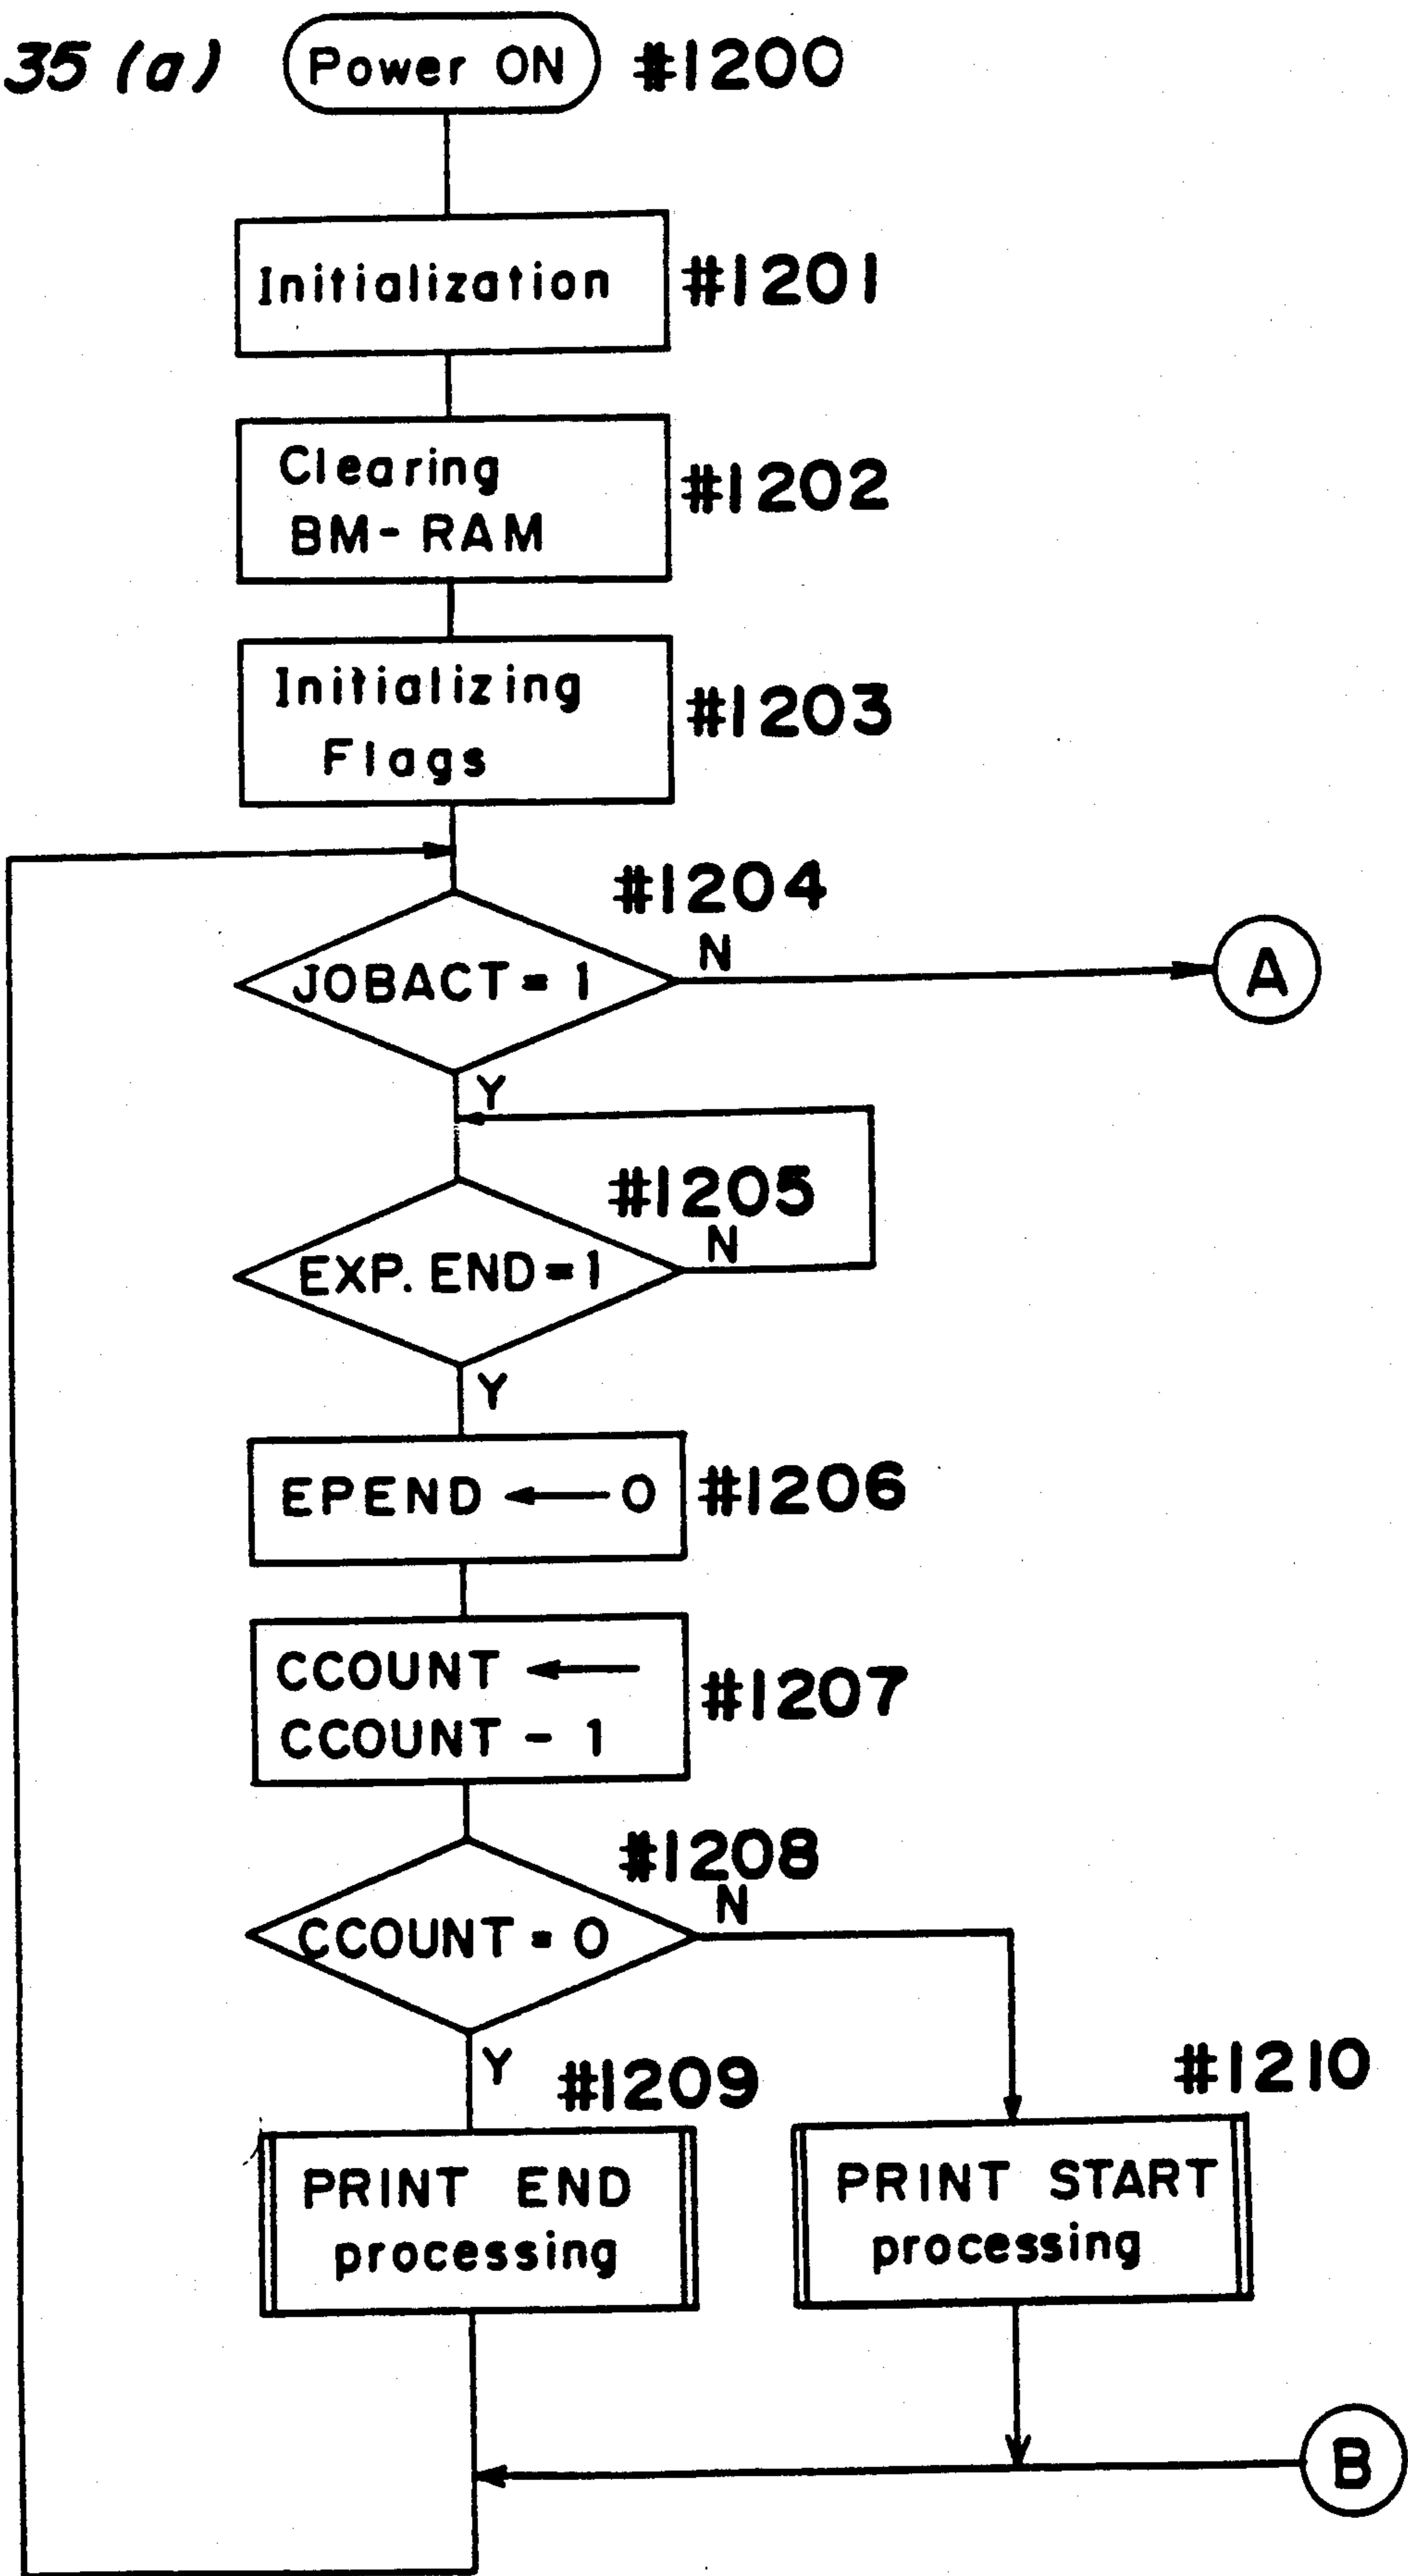 35 (a) Power ON #1200
Initialization #1201
Clearing
BM-RAM
#1202
Initializing
Flags
#1203
#1204
JOBACT = 1 N
A
Y
#1205
EXP. END = 1 N
Y
EPEND ← 0 #1206
CCOUNT ←
CCOUNT - 1
#1207
#1208
CCOUNT = 0 N
Y #1209
#1210
PRINT END
processing
PRINT START
processing
B